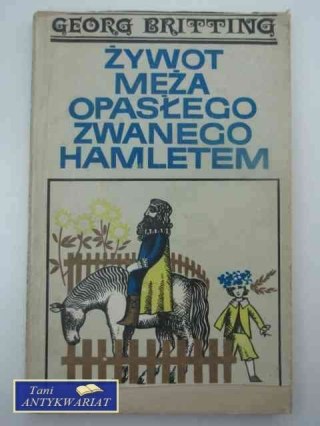 GEORG BRITTING
ŻYWOT
MĘŻA
OPASŁEGO
ZWANEGO
HAMLETEM
Tani
ANTYKWARIAT